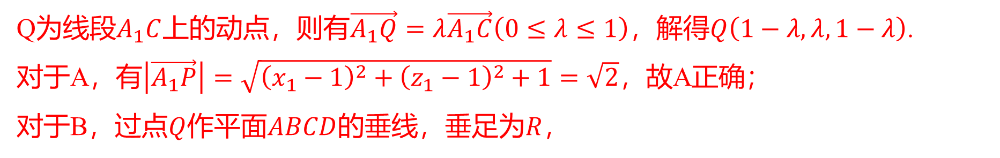 Q为线段$A_1C$上的动点，则有$\overrightarrow{A_1Q} = \lambda\overrightarrow{A_1C}(0 \leq \lambda \leq 1)$，解得$Q(1 - \lambda, \lambda, 1 - \lambda)$.
对于A，有$|\overrightarrow{A_1P}| = \sqrt{(x_1 - 1)^2 + (z_1 - 1)^2 + 1} = \sqrt{2}$，故A正确；
对于B，过点$Q$作平面$ABCD$的垂线，垂足为$R$，